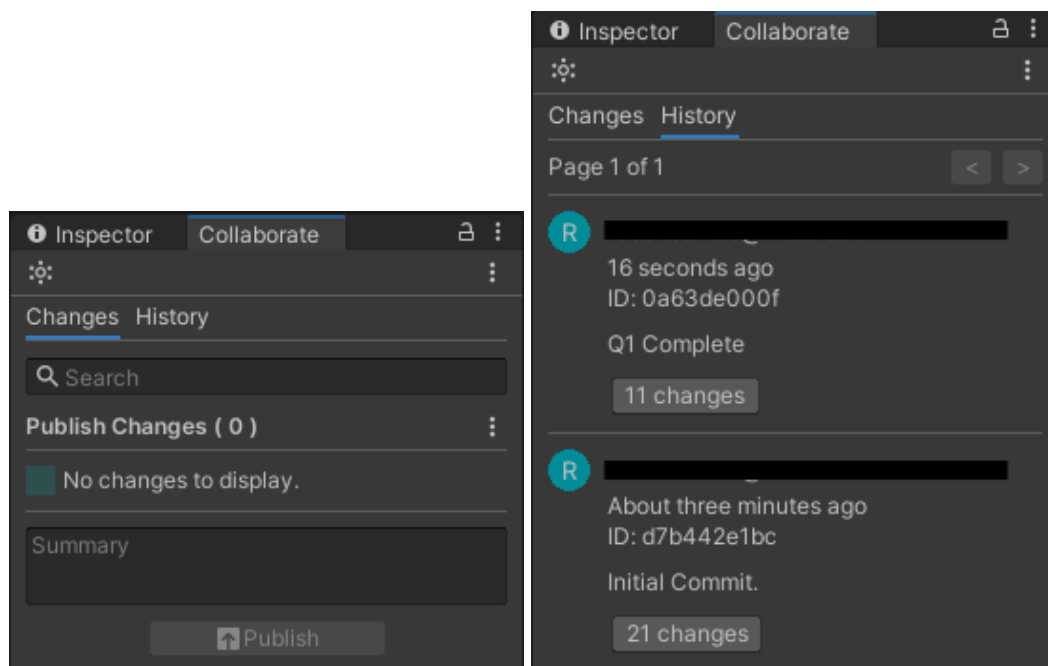 Inspector Collaborate
Changes History
Search
Publish Changes ( 0 )
No changes to display.
Summary
Publish
Inspector Collaborate
Changes History
Page 1 of 1 < >
R
16 seconds ago
ID: 0a63de000f
Q1 Complete
11 changes
R
About three minutes ago
ID: d7b442e1bc
Initial Commit.
21 changes